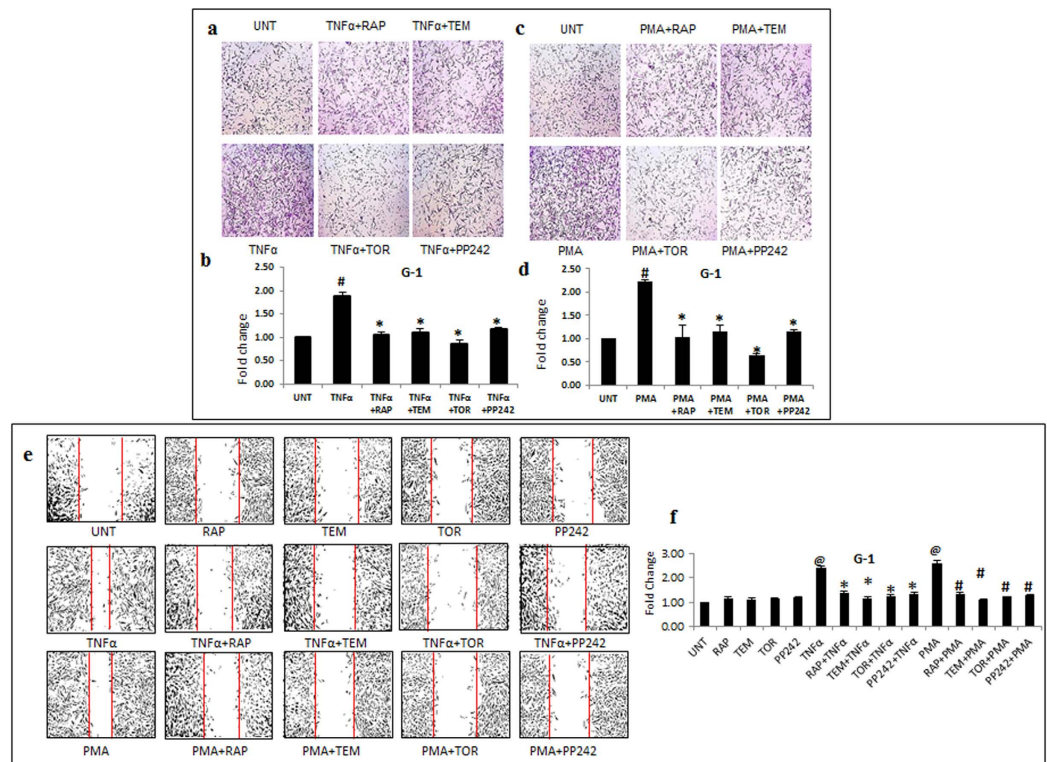 a
UNT TNFα+RAP TNFα+TEM
TNFα TNFα+TOR TNFα+PP242
c
UNT PMA+RAP PMA+TEM
PMA PMA+TOR PMA+PP242
b
G-1
Fold change
2.50
2.00
1.50
1.00
0.50
0.00
#
* * * *
UNT TNFα TNFα TNFα TNFα TNFα
+RAP +TEM +TOR +PP242
d
G-1
Fold change
2.50
2.00
1.50
1.00
0.50
0.00
#
* * * *
UNT PMA PMA PMA PMA PMA
+RAP +TEM +TOR +PP242
e
UNT RAP TEM TOR PP242
TNFα TNFα+RAP TNFα+TEM TNFα+TOR TNFα+PP242
PMA PMA+RAP PMA+TEM PMA+TOR PMA+PP242
f
G-1
Fold Change
3.00
2.00
1.00
0.00
@ * * * * @ # # # #
UNT
RAP
TEM
TOR
PP242
TNFα
RAP+TNFα
TEM+TNFα
TOR+TNFα
PP242+TNFα
PMA
RAP+PMA
TEM+PMA
TOR+PMA
PP242+PMA